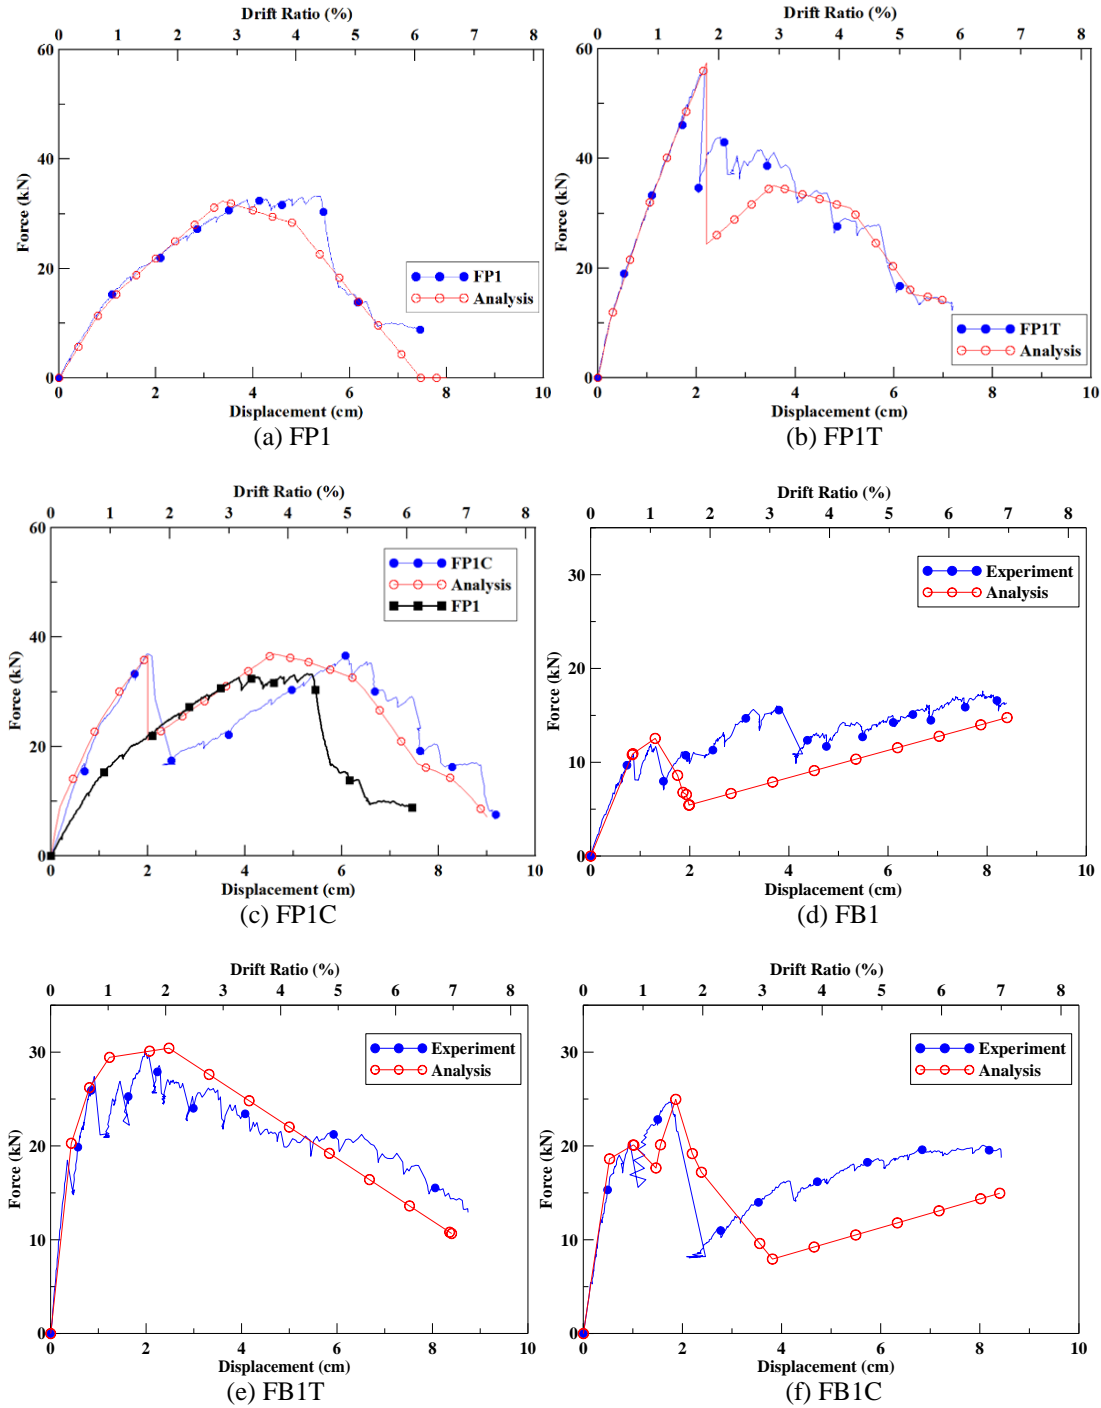 Drift Ratio (%)
0 1 2 3 4 5 6 7 8
60
40
20
0
Force (kN)
FP1
Analysis
0 2 4 6 8 10
Displacement (cm)
(a) FP1
Drift Ratio (%)
0 1 2 3 4 5 6 7 8
60
40
20
0
Force (kN)
FP1T
Analysis
0 2 4 6 8 10
Displacement (cm)
(b) FP1T
Drift Ratio (%)
0 1 2 3 4 5 6 7 8
60
40
20
0
Force (kN)
FP1C
Analysis
FP1
0 2 4 6 8 10
Displacement (cm)
(c) FP1C
Drift Ratio (%)
0 1 2 3 4 5 6 7 8
30
20
10
0
Force (kN)
Experiment
Analysis
0 2 4 6 8 10
Displacement (cm)
(d) FB1
Drift Ratio (%)
0 1 2 3 4 5 6 7 8
30
20
10
0
Force (kN)
Experiment
Analysis
0 2 4 6 8 10
Displacement (cm)
(e) FB1T
Drift Ratio (%)
0 1 2 3 4 5 6 7 8
30
20
10
0
Force (kN)
Experiment
Analysis
0 2 4 6 8 10
Displacement (cm)
(f) FB1C